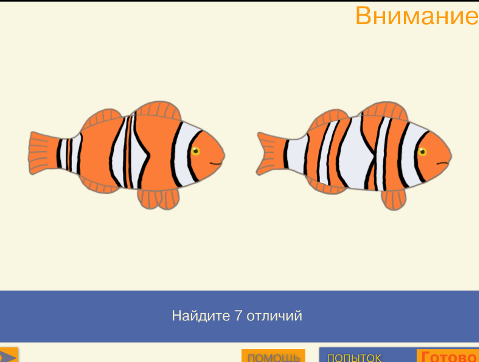 Внимание
Найдите 7 отличий
ПОМОЩЬ
ПОПЫТОК
Готово